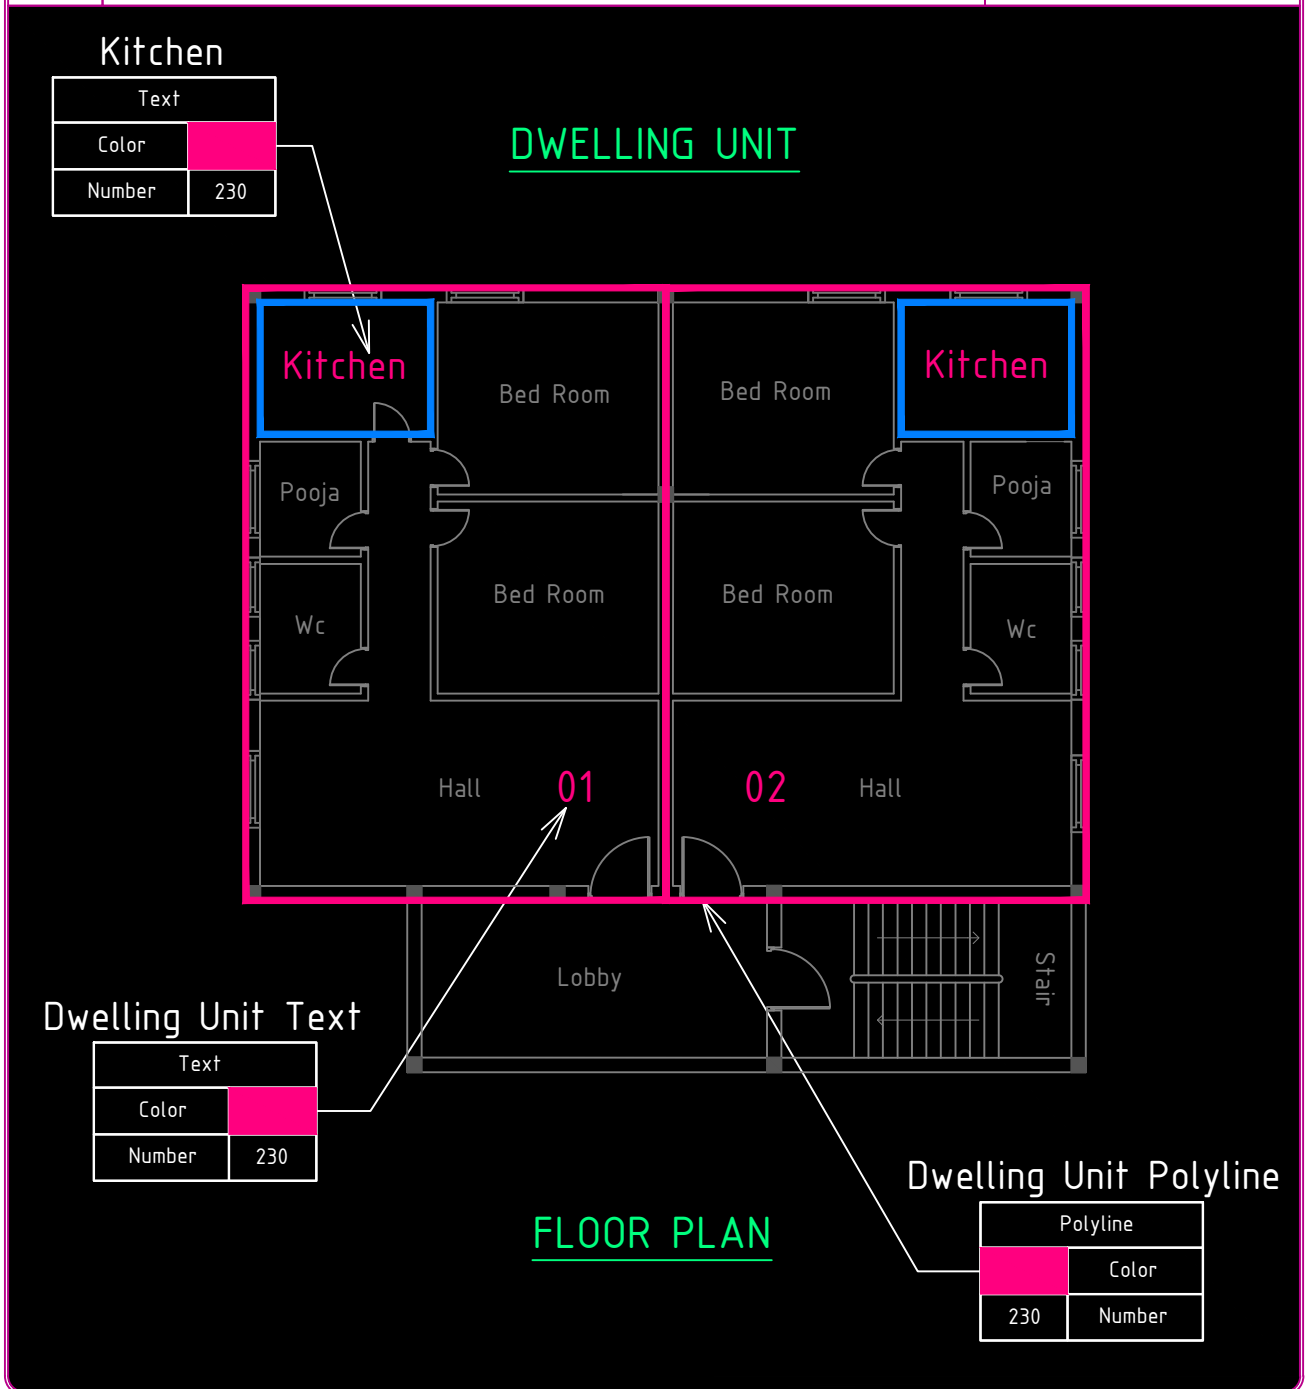 Kitchen
Text
Color
Number 230
DWELLING UNIT
Kitchen
Kitchen
Bed Room
Bed Room
Pooja
Pooja
Bed Room
Bed Room
Wc
Wc
Hall
01
02
Hall
Lobby
Stair
Dwelling Unit Text
Text
Color
Number 230
Dwelling Unit Polyline
Polyline
Color
230 Number
FLOOR PLAN